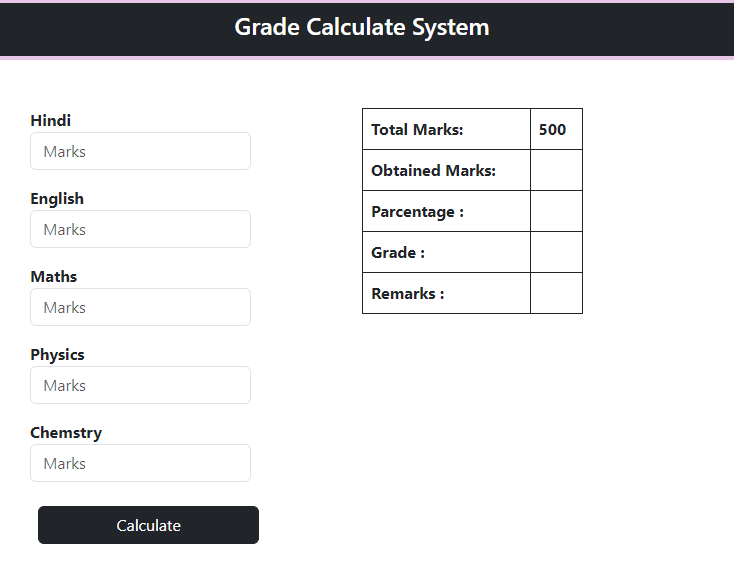 Grade Calculate System
Hindi
Marks
English
Marks
Maths
Marks
Physics
Marks
Chemstry
Marks
Calculate
Total Marks: 500
Obtained Marks:
Parcentage :
Grade :
Remarks :